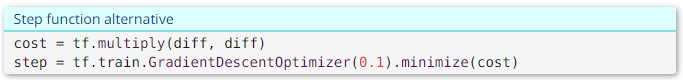 Step function alternative
cost = tf.multiply(diff, diff)
step = tf.train.GradientDescentOptimizer(0.1).minimize(cost)